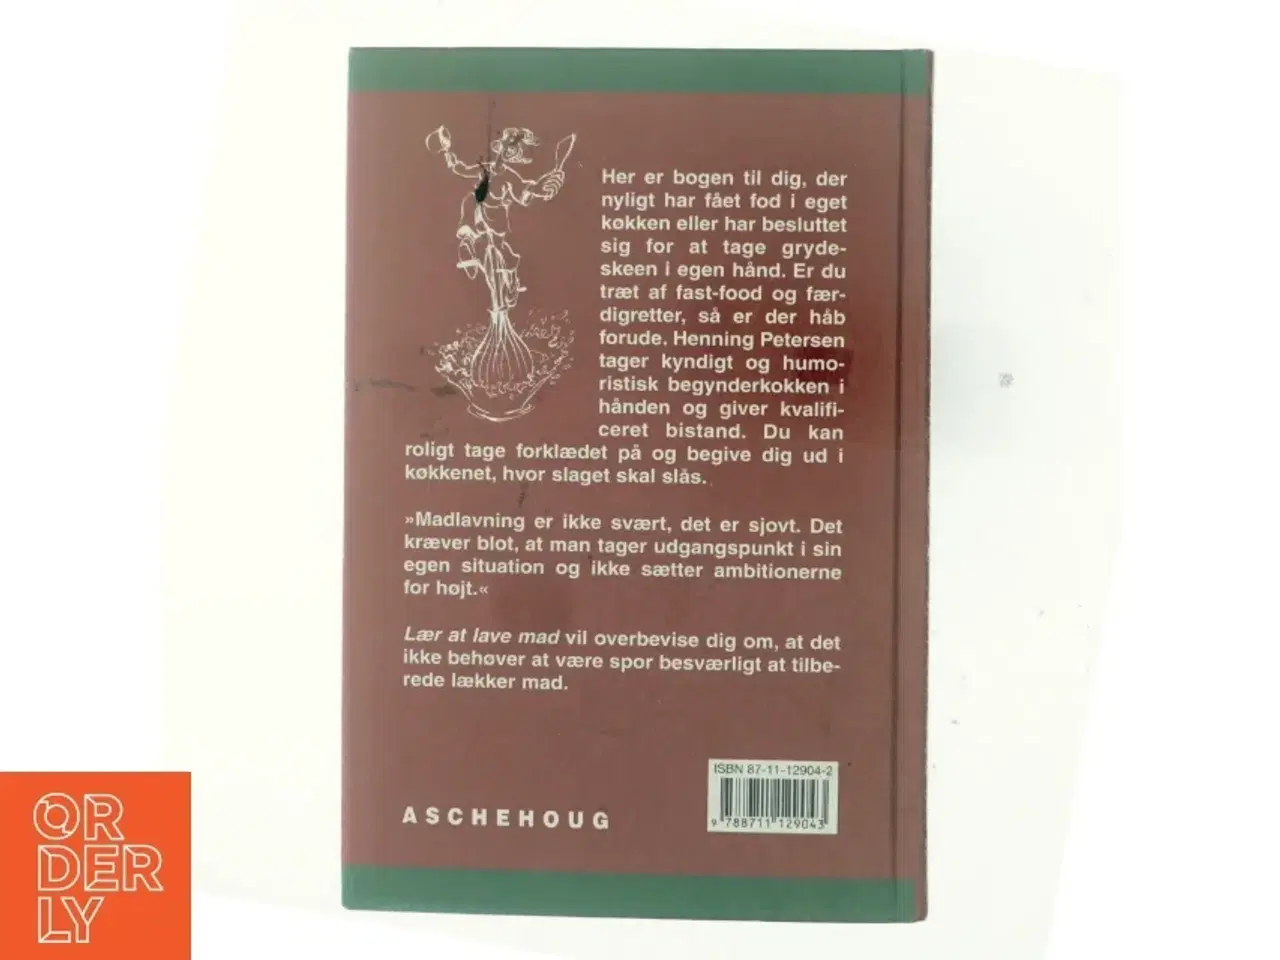 Her er bogen til dig, der
nyligt har fået fod i eget
køkken eller har besluttet
sig for at tage gryde-
skeen i egen hånd. Er du
træt af fast-food og fær-
digretter, så er der håb
forude. Henning Petersen
tager kyndigt og humo-
ristisk begynderkokken i
hånden og giver kvalifi-
ceret bistand. Du kan
roligt tage forklædet på og begive dig ud i
køkkenet, hvor slaget skal slås.
»Madlavning er ikke svært, det er sjovt. Det
kræver blot, at man tager udgangspunkt i sin
egen situation og ikke sætter ambitionerne
for højt.«
Lær at lave mad vil overbevise dig om, at det
ikke behøver at være spor besværligt at tilbe-
rede lækker mad.
ISBN 87-11-12904-2
9 788711 129043
ASCHEHOUG
OR
DER
LY